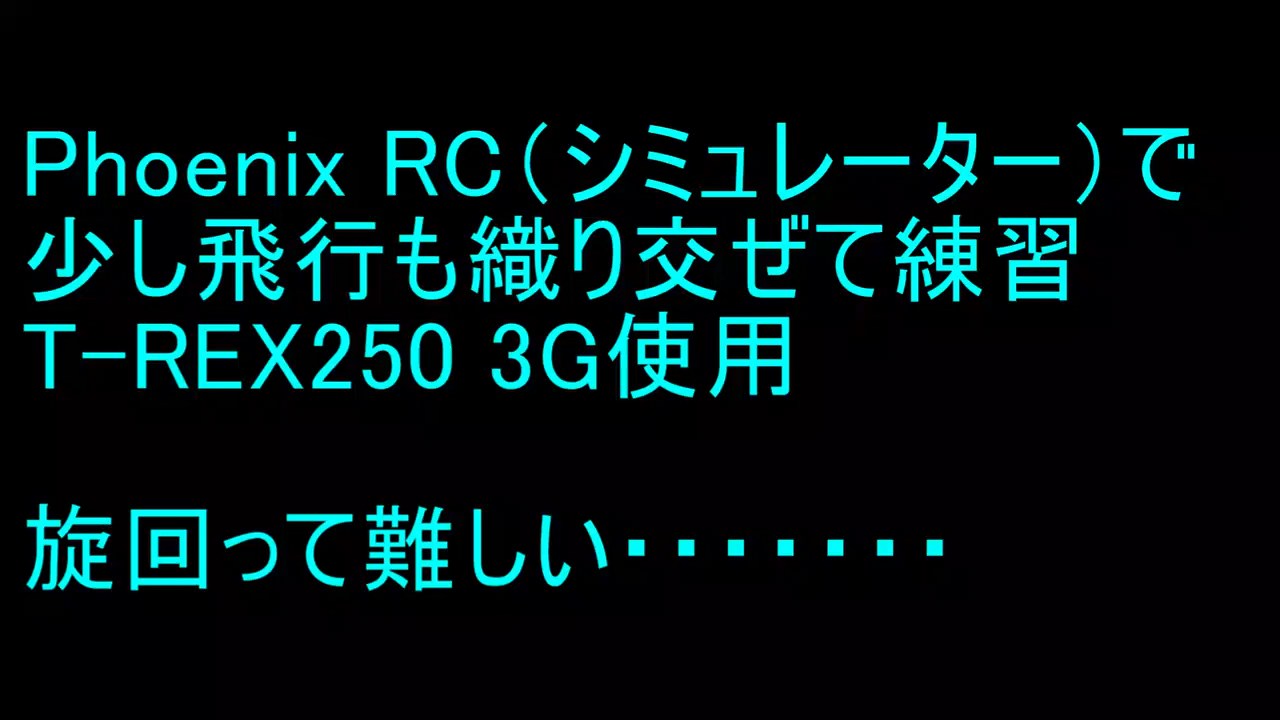 Phoenix RC（シミュレーター）で
少し飛行も織り交ぜて練習
T-REX250 3G使用
旋回って難しい・・・・・・・